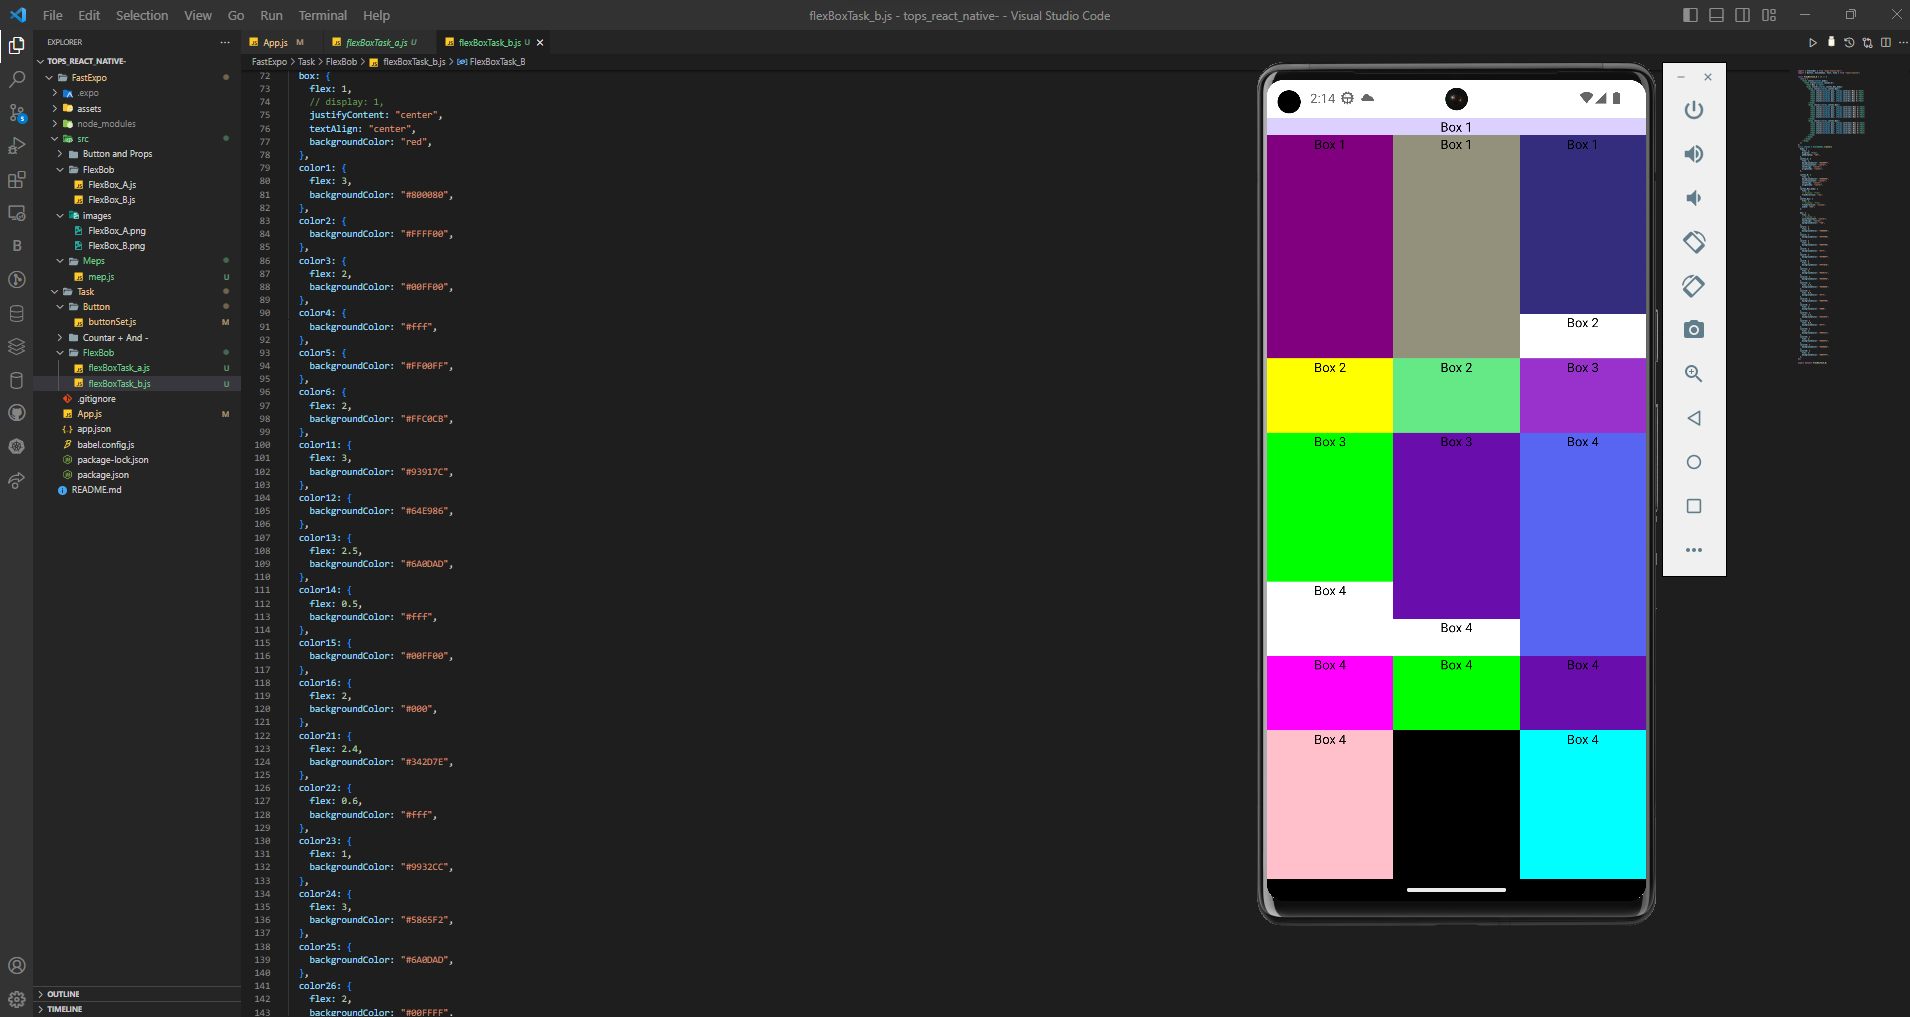 File Edit Selection View Go Run Terminal Help
flexBoxTask_b.js - tops_react_native- - Visual Studio Code
EXPLORER
TOPS_REACT_NATIVE-
FastExpo
.expo
assets
node_modules
src
Button and Props
FlexBob
FlexBox_A.js
FlexBox_B.js
images
FlexBox_A.png
FlexBox_B.png
Meps
mep.js U
Task
Button
buttonSet.js M
Countar + And -
FlexBob
flexBoxTask_a.js U
flexBoxTask_b.js U
.gitignore
App.js M
app.json
babel.config.js
package-lock.json
package.json
README.md
OUTLINE
TIMELINE
App.js M flexBoxTask_a.js U flexBoxTask_b.js U
FastExpo > Task > FlexBob > flexBoxTask_b.js > FlexBoxTask_B
72 box: {
73 flex: 1,
74 // display: 1,
75 justifyContent: "center",
76 textAlign: "center",
77 backgroundColor: "red",
78 },
79 color1: {
80 flex: 3,
81 backgroundColor: "#800080",
82 },
83 color2: {
84 backgroundColor: "#FFFF00",
85 },
86 color3: {
87 flex: 2,
88 backgroundColor: "#00FF00",
89 },
90 color4: {
91 backgroundColor: "#fff",
92 },
93 color5: {
94 backgroundColor: "#FF00FF",
95 },
96 color6: {
97 flex: 2,
98 backgroundColor: "#FFC0CB",
99 },
100 color11: {
101 flex: 3,
102 backgroundColor: "#93917C",
103 },
104 color12: {
105 backgroundColor: "#64E986",
106 },
107 color13: {
108 flex: 2.5,
109 backgroundColor: "#6A0DAD",
110 },
111 color14: {
112 flex: 0.5,
113 backgroundColor: "#fff",
114 },
115 color15: {
116 backgroundColor: "#00FF00",
117 },
118 color16: {
119 flex: 2,
120 backgroundColor: "#000",
121 },
122 color21: {
123 flex: 2.4,
124 backgroundColor: "#342D7E",
125 },
126 color22: {
127 flex: 0.6,
128 backgroundColor: "#fff",
129 },
130 color23: {
131 flex: 1,
132 backgroundColor: "#9932CC",
133 },
134 color24: {
135 flex: 3,
136 backgroundColor: "#5865F2",
137 },
138 color25: {
139 backgroundColor: "#6A0DAD",
140 },
141 color26: {
142 flex: 2,
143 backgroundColor: "#00FFFF",
2:14
Box 1
Box 1 Box 1 Box 1
Box 2
Box 2 Box 2 Box 3
Box 3 Box 3 Box 4
Box 4
Box 4
Box 4 Box 4 Box 4
Box 4 Box 4